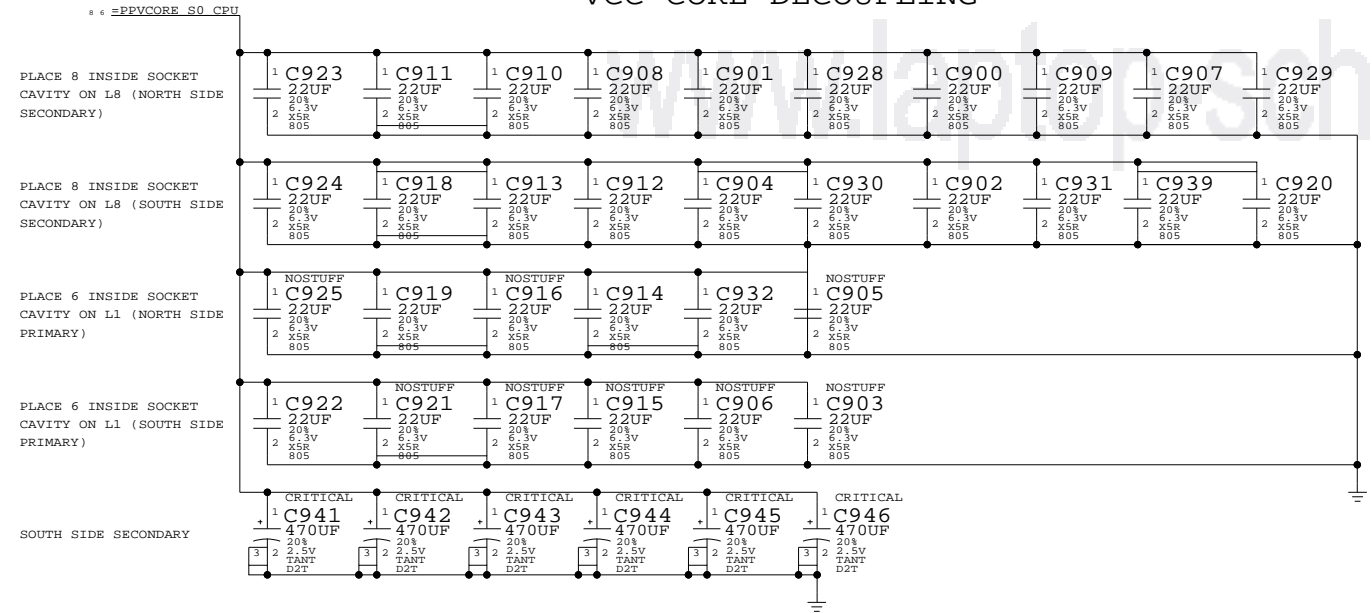 VCC CORE DECOUPLING
8 6 =PPVCORE S0 CPU
www.laptop-sch
PLACE 8 INSIDE SOCKET
CAVITY ON L8 (NORTH SIDE
SECONDARY)
1 C923 22UF 20% 6.3V 2 X5R 805
1 C911 22UF 20% 6.3V 2 X5R 805
1 C910 22UF 20% 6.3V 2 X5R 805
1 C908 22UF 20% 6.3V 2 X5R 805
1 C901 22UF 20% 6.3V 2 X5R 805
1 C928 22UF 20% 6.3V 2 X5R 805
1 C900 22UF 20% 6.3V 2 X5R 805
1 C909 22UF 20% 6.3V 2 X5R 805
1 C907 22UF 20% 6.3V 2 X5R 805
1 C929 22UF 20% 6.3V 2 X5R 805
PLACE 8 INSIDE SOCKET
CAVITY ON L8 (SOUTH SIDE
SECONDARY)
1 C924 22UF 20% 6.3V 2 X5R 805
1 C918 22UF 20% 6.3V 2 X5R 805
1 C913 22UF 20% 6.3V 2 X5R 805
1 C912 22UF 20% 6.3V 2 X5R 805
1 C904 22UF 20% 6.3V 2 X5R 805
1 C930 22UF 20% 6.3V 2 X5R 805
1 C902 22UF 20% 6.3V 2 X5R 805
1 C931 22UF 20% 6.3V 2 X5R 805
1 C939 22UF 20% 6.3V 2 X5R 805
1 C920 22UF 20% 6.3V 2 X5R 805
PLACE 6 INSIDE SOCKET
CAVITY ON L1 (NORTH SIDE
PRIMARY)
NOSTUFF 1 C925 22UF 20% 6.3V 2 X5R 805
1 C919 22UF 20% 6.3V 2 X5R 805
NOSTUFF 1 C916 22UF 20% 6.3V 2 X5R 805
1 C914 22UF 20% 6.3V 2 X5R 805
1 C932 22UF 20% 6.3V 2 X5R 805
NOSTUFF 1 C905 22UF 20% 6.3V 2 X5R 805
PLACE 6 INSIDE SOCKET
CAVITY ON L1 (SOUTH SIDE
PRIMARY)
1 C922 22UF 20% 6.3V 2 X5R 805
NOSTUFF 1 C921 22UF 20% 6.3V 2 X5R 805
NOSTUFF 1 C917 22UF 20% 6.3V 2 X5R 805
NOSTUFF 1 C915 22UF 20% 6.3V 2 X5R 805
NOSTUFF 1 C906 22UF 20% 6.3V 2 X5R 805
NOSTUFF 1 C903 22UF 20% 6.3V 2 X5R 805
SOUTH SIDE SECONDARY
CRITICAL 1 C941 + 470UF 20% 3 2 2.5V TANT D2T
CRITICAL 1 C942 + 470UF 20% 3 2 2.5V TANT D2T
CRITICAL 1 C943 + 470UF 20% 3 2 2.5V TANT D2T
CRITICAL 1 C944 + 470UF 20% 3 2 2.5V TANT D2T
CRITICAL 1 C945 + 470UF 20% 3 2 2.5V TANT D2T
CRITICAL 1 C946 + 470UF 20% 3 2 2.5V TANT D2T